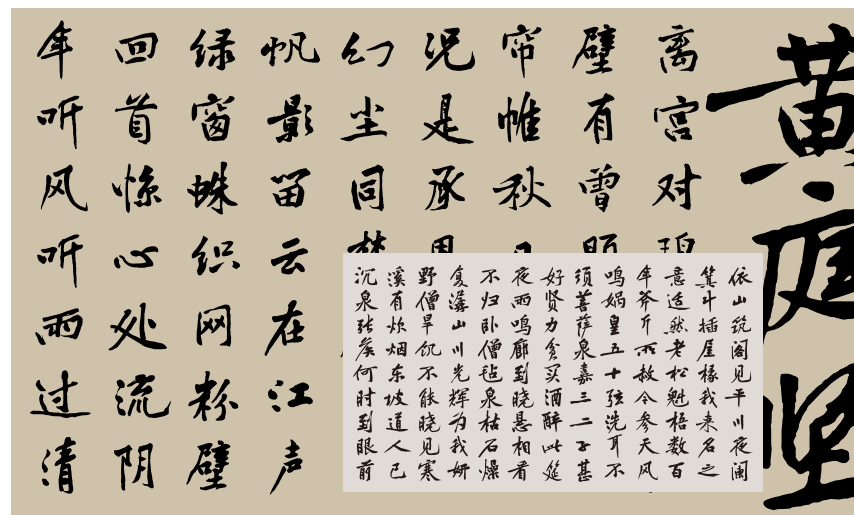 黄庭坚
离宫对
壁有曾
帘帷秋
况是承
幻尘同
帆影留云在江声
绿窗蛛织网粉壁
回首惊心处流阴
年听风听雨过清
依山筑阁见平川夜阑
箕斗插屋椽我来名之
意适然老松魁梧数百
年斧斤所赦今参天风
鸣娲皇五十弦洗耳不
须菩萨泉嘉三二子甚
好贤力贫买酒醉此筵
夜雨鸣廊到晓悬相看
不归卧僧毡泉枯石燥
复潺山川光辉为我妍
野僧旱饥不能晓见寒
溪有炊烟东坡道人已
沉泉张侯何时到眼前